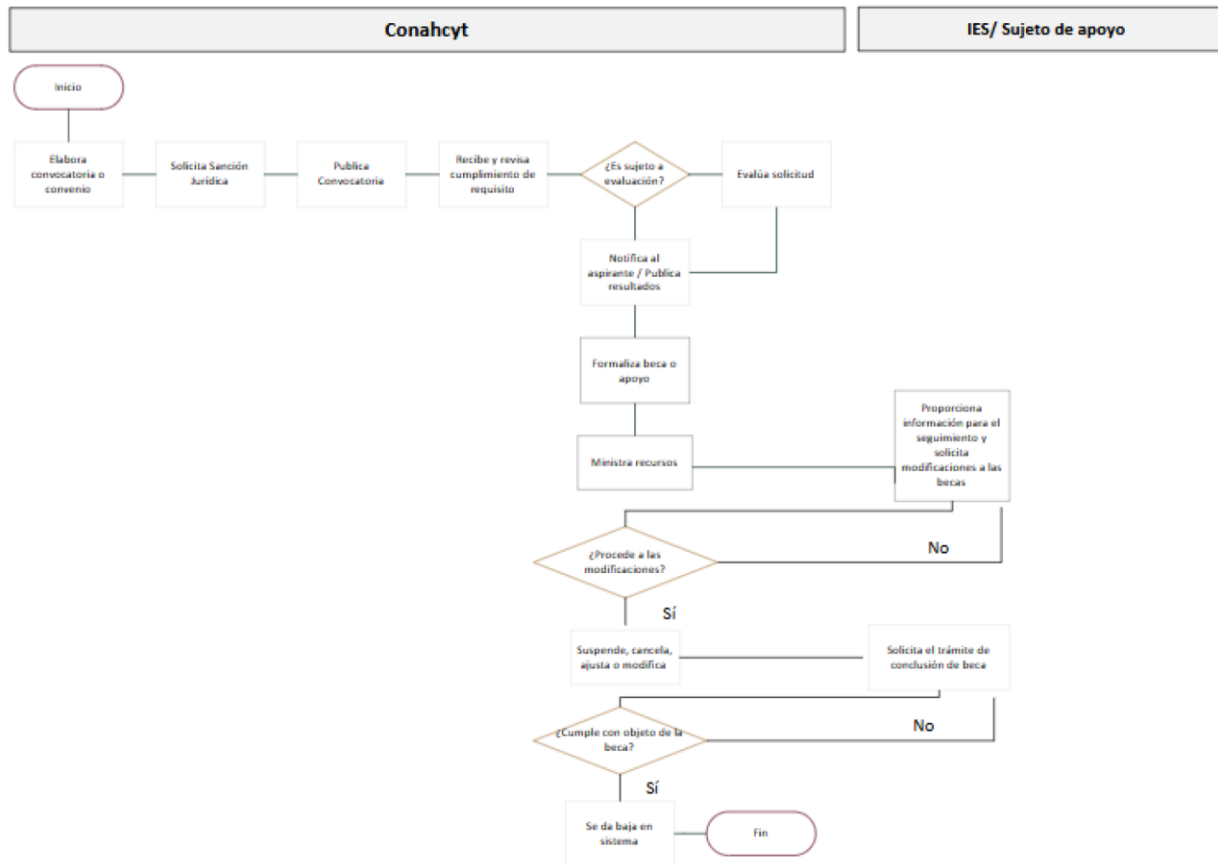 Conahcyt
IES/ Sujeto de apoyo
Inicio
Elabora
convocatoria o
convenio
Solicita Sanción
Jurídica
Publica
Convocatoria
Recibe y revisa
cumplimiento de
requisito
¿Es sujeto a
evaluación?
Evalúa solicitud
Notifica al
aspirante / Publica
resultados
Formaliza beca o
apoyo
Ministra recursos
Proporciona
información para el
seguimiento y
solicita
modificaciones a las
becas
¿Procede a las
modificaciones?
No
Sí
Suspende, cancela,
ajusta o modifica
Solicita el trámite de
conclusión de beca
¿Cumple con objeto de la
beca?
No
Sí
Se da baja en
sistema
Fin